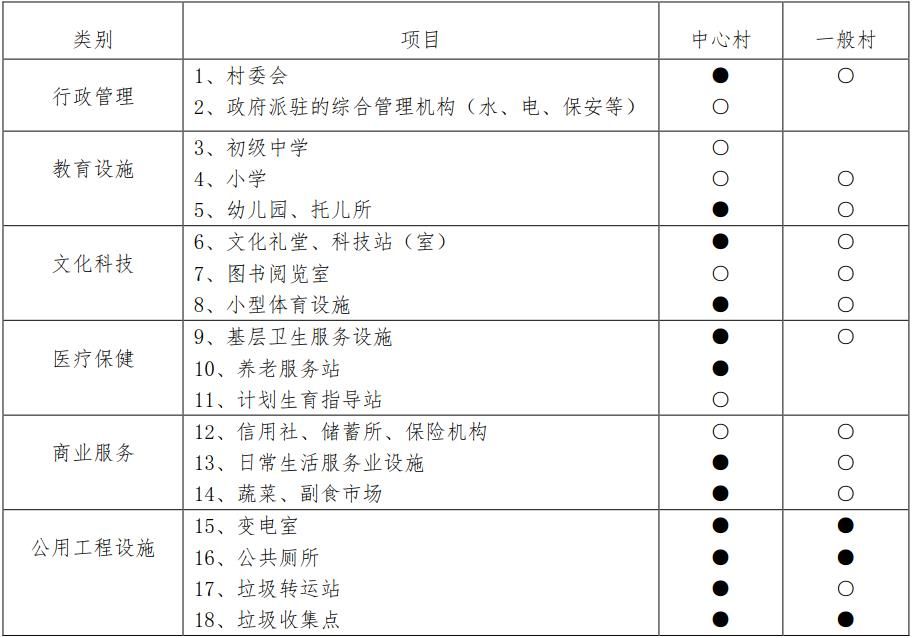 类别 项目 中心村 一般村
行政管理
1、村委会 ● ○
2、政府派驻的综合管理机构（水、电、保安等） ○
教育设施
3、初级中学 ○
4、小学 ○ ○
5、幼儿园、托儿所 ● ○
文化科技
6、文化礼堂、科技站（室） ● ○
7、图书阅览室 ○ ○
8、小型体育设施 ● ○
医疗保健
9、基层卫生服务设施 ● ○
10、养老服务站 ●
11、计划生育指导站 ○
商业服务
12、信用社、储蓄所、保险机构 ○ ○
13、日常生活服务业设施 ● ○
14、蔬菜、副食市场 ● ○
公用工程设施
15、变电室 ● ●
16、公共厕所 ● ●
17、垃圾转运站 ● ○
18、垃圾收集点 ● ●